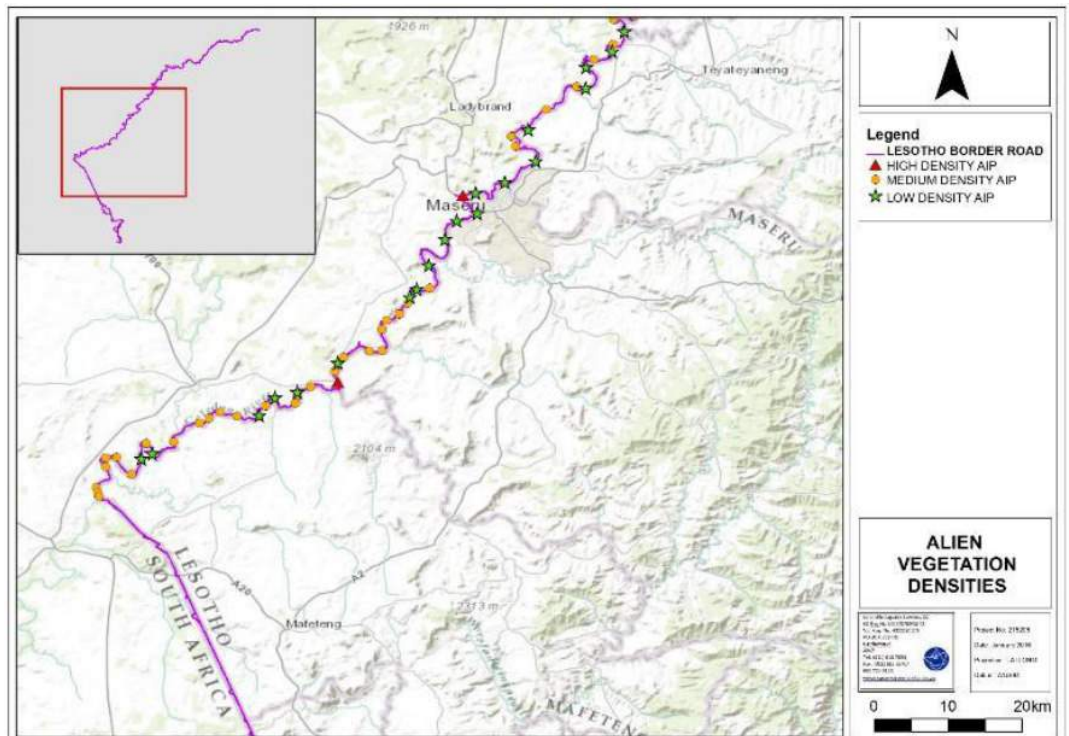 1926 m
Teyateyaneng
Ladybrand
Maseru
MASERU
2104 m
LESOTHO
SOUTH AFRICA
A20
A2
Mafeteng
2313 m
MAFETENG
N
Legend
LESOTHO BORDER ROAD
HIGH DENSITY AIP
MEDIUM DENSITY AIP
LOW DENSITY AIP
ALIEN
VEGETATION
DENSITIES
0 10 20km